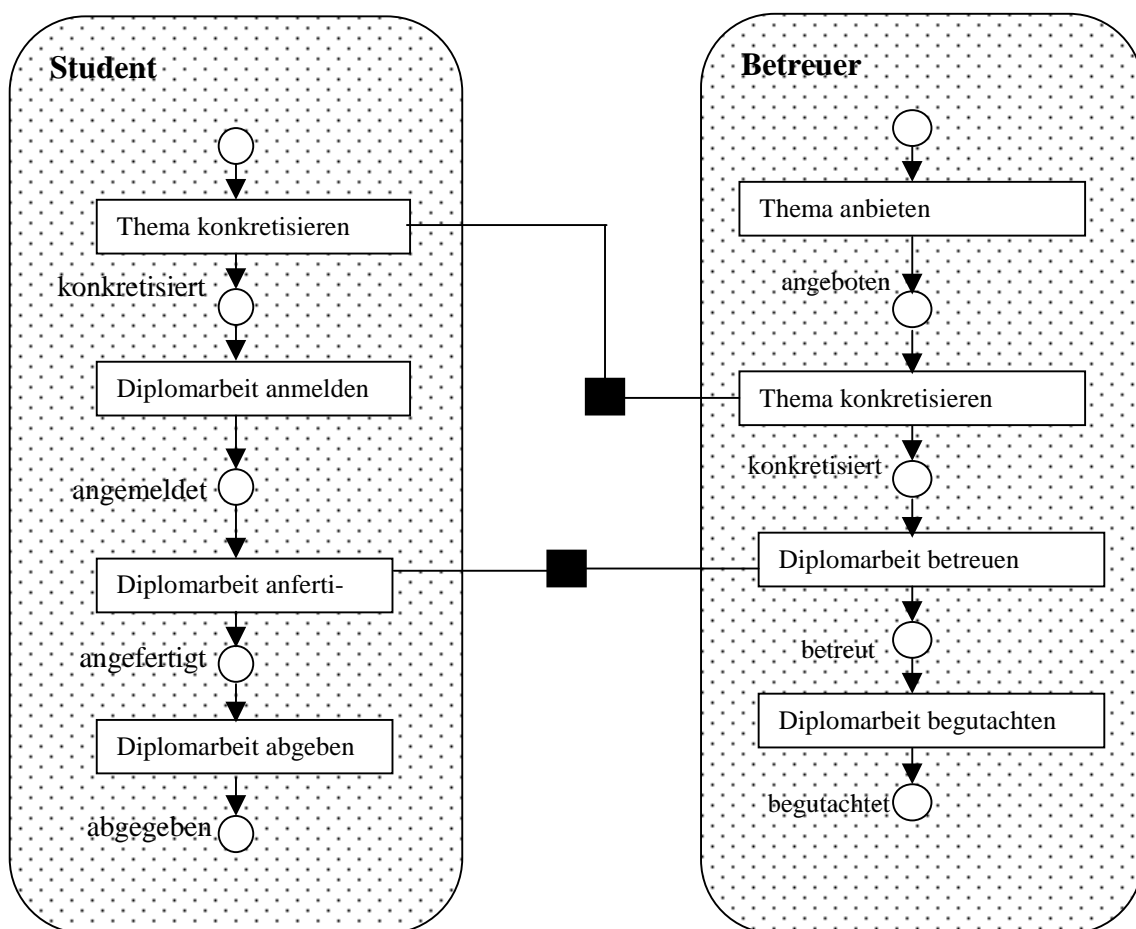 Student
Thema konkretisieren
konkretisiert
Diplomarbeit anmelden
angemeldet
Diplomarbeit anferti-
angefertigt
Diplomarbeit abgeben
abgegeben
Betreuer
Thema anbieten
angeboten
Thema konkretisieren
konkretisiert
Diplomarbeit betreuen
betreut
Diplomarbeit begutachten
begutachtet